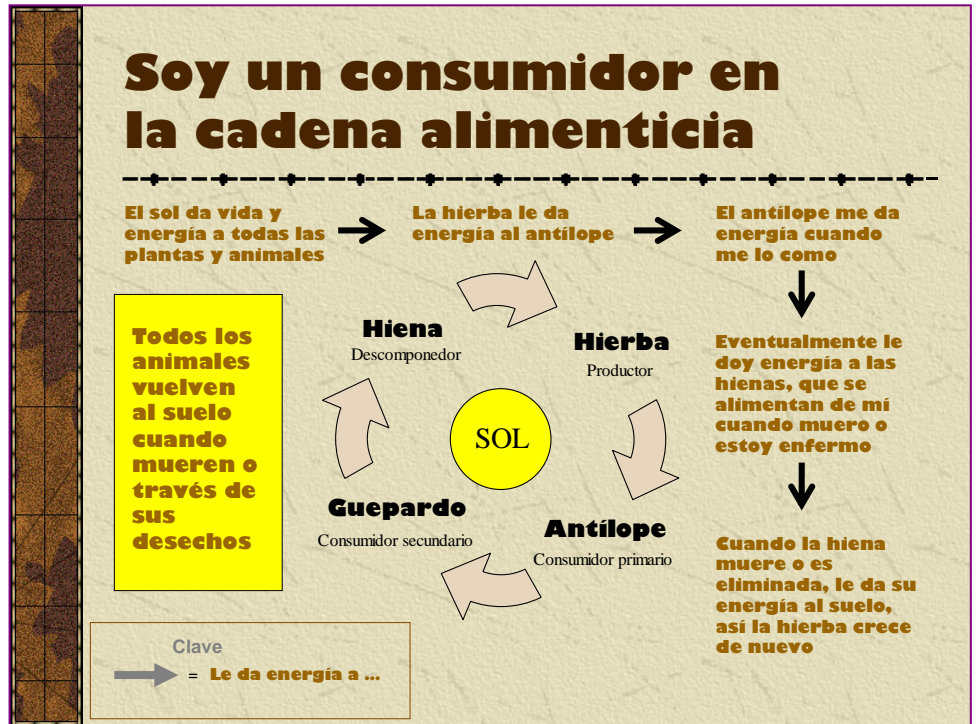 Soy un consumidor en
la cadena alimenticia
El sol da vida y
energía a todas las
plantas y animales
La hierba le da
energía al antílope
El antílope me da
energía cuando
me lo como
Eventualmente le
doy energía a las
hienas, que se
alimentan de mí
cuando muero o
estoy enfermo
Cuando la hiena
muere o es
eliminada, le da su
energía al suelo,
así la hierba crece
de nuevo
Todos los
animales
vuelven
al suelo
cuando
mueren o
través de
sus
desechos
Hiena
Descomponedor
Hierba
Productor
SOL
Guepardo
Consumidor secundario
Antílope
Consumidor primario
Clave
= Le da energía a ...